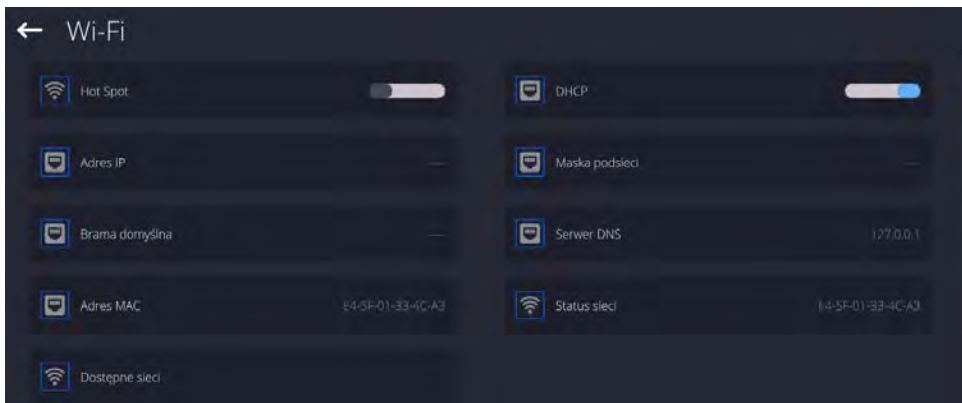 Wi-Fi
Hot Spot
DHCP
Adres IP
—
Maska podsieci
—
Brama domyślna
—
Serwer DNS
127.0.0.1
Adres MAC
E4-5F-01-33-4C-A3
Status sieci
E4-5F-01-33-4C-A3
Dostępne sieci